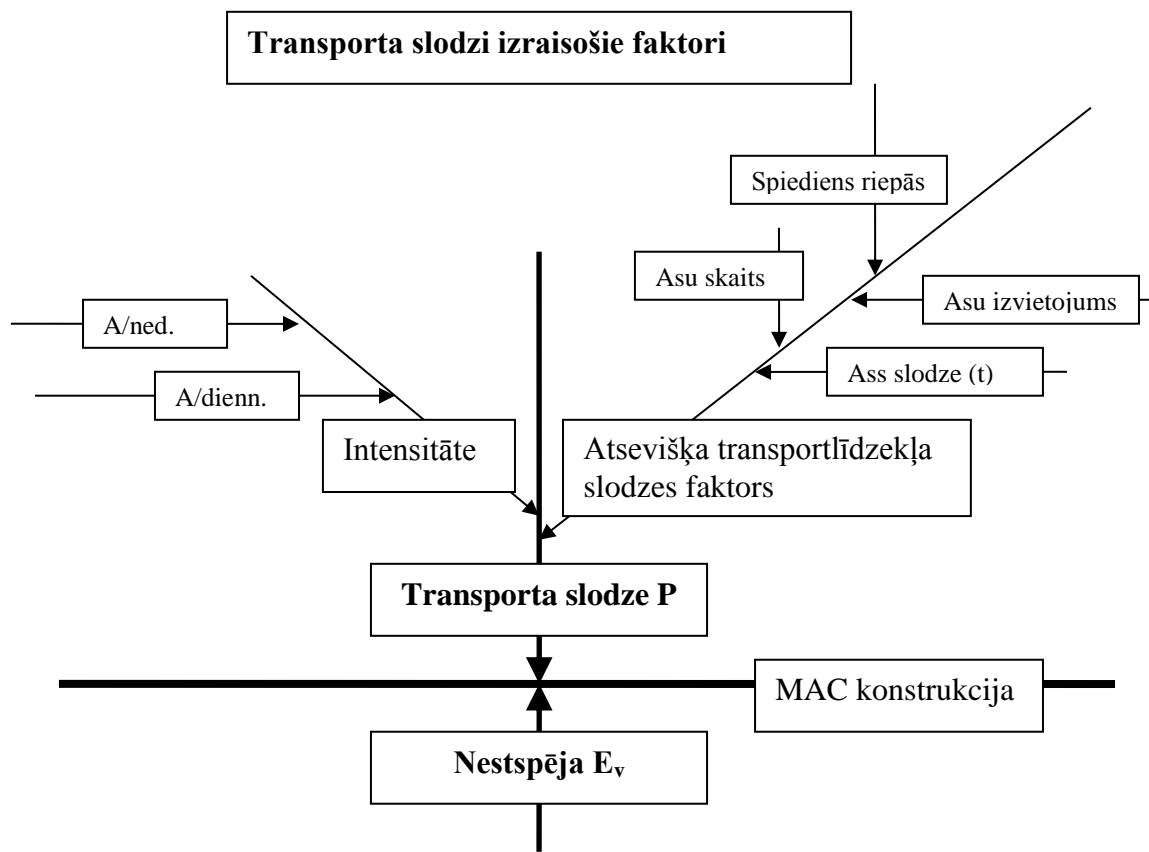 Transporta slodzi izraisošie faktori
Spiediens riepās
Asu skaits
Asu izvietojums
A/ned.
Ass slodze (t)
A/dienn.
Intensitāte
Atsevišķa transportlīdzekļa
slodzes faktors
Transporta slodze P
MAC konstrukcija
Nestspēja Eᵥ